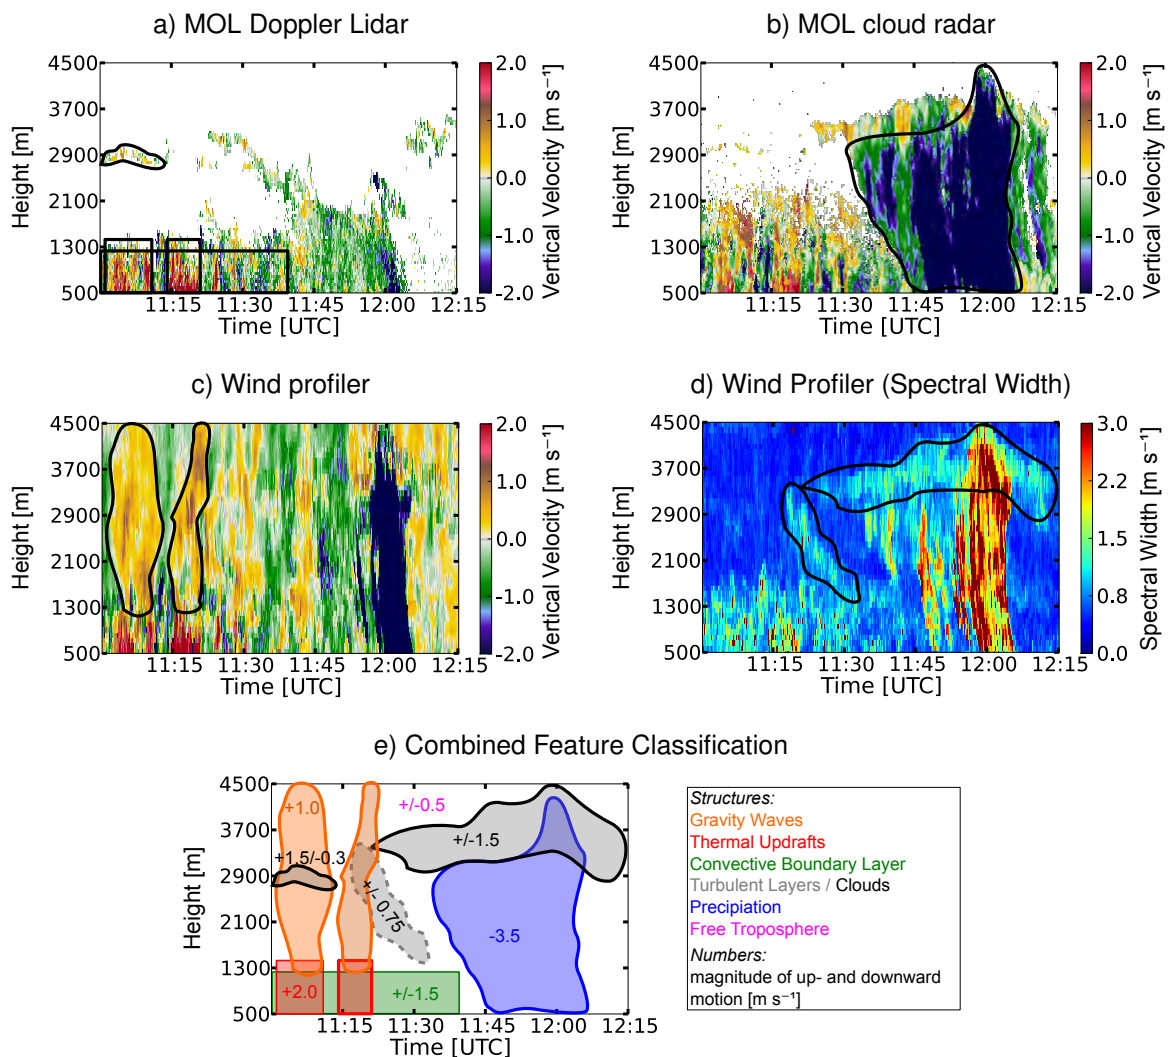 a) MOL Doppler Lidar
b) MOL cloud radar
4500
3700
2900
2100
1300
500
Height [m]
11:15
11:30
11:45
12:00
12:15
Time [UTC]
2.0
1.0
0.0
-1.0
-2.0
Vertical Velocity [m s⁻¹]
4500
3700
2900
2100
1300
500
Height [m]
11:15
11:30
11:45
12:00
12:15
Time [UTC]
2.0
1.0
0.0
-1.0
-2.0
Vertical Velocity [m s⁻¹]
c) Wind profiler
d) Wind Profiler (Spectral Width)
4500
3700
2900
2100
1300
500
Height [m]
11:15
11:30
11:45
12:00
12:15
Time [UTC]
2.0
1.0
0.0
-1.0
-2.0
Vertical Velocity [m s⁻¹]
4500
3700
2900
2100
1300
500
Height [m]
11:15
11:30
11:45
12:00
12:15
Time [UTC]
3.0
2.2
1.5
0.8
0.0
Spectral Width [m s⁻¹]
e) Combined Feature Classification
4500
3700
2900
2100
1300
500
Height [m]
+1.0
+/-0.5
+1.5/-0.3
+/-1.5
+/- 0.75
-3.5
+2.0
+/-1.5
11:15
11:30
11:45
12:00
12:15
Time [UTC]
Structures:
Gravity Waves
Thermal Updrafts
Convective Boundary Layer
Turbulent Layers / Clouds
Precipiation
Free Troposphere
Numbers:
magnitude of up- and downward
motion [m s⁻¹]